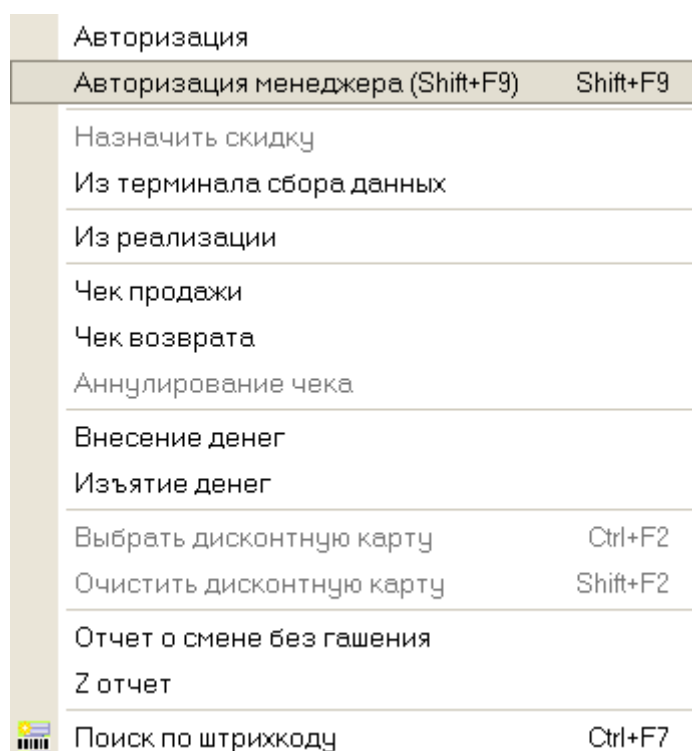 Авторизация
Авторизация менеджера (Shift+F9) Shift+F9
Назначить скидку
Из терминала сбора данных
Из реализации
Чек продажи
Чек возврата
Аннулирование чека
Внесение денег
Изъятие денег
Выбрать дисконтную карту Ctrl+F2
Очистить дисконтную карту Shift+F2
Отчет о смене без гашения
Z отчет
Поиск по штрихкоду Ctrl+F7